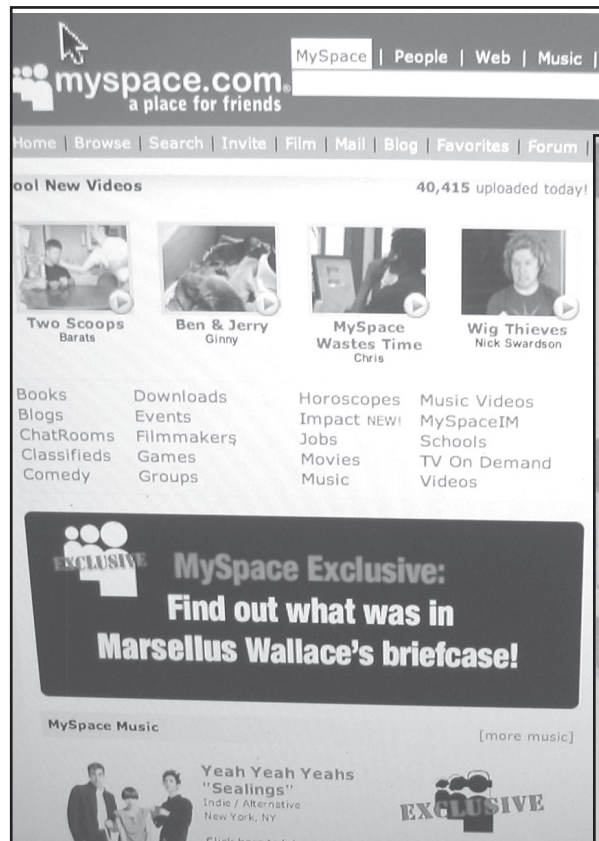 MySpace | People | Web | Music |
myspace.com®
a place for friends
Home | Browse | Search | Invite | Film | Mail | Blog | Favorites | Forum |
ool New Videos 40,415 uploaded today!
Two Scoops
Barats
Ben & Jerry
Ginny
MySpace
Wastes Time
Chris
Wig Thieves
Nick Swardson
Books
Blogs
ChatRooms
Classifieds
Comedy
Downloads
Events
Filmmakers
Games
Groups
Horoscopes
Impact NEW!
Jobs
Movies
Music
Music Videos
MySpaceIM
Schools
TV On Demand
Videos
EXCLUSIVE
MySpace Exclusive:
Find out what was in
Marsellus Wallace's briefcase!
MySpace Music
[more music]
Yeah Yeah Yeahs
"Sealings"
Indie / Alternative
New York, NY
EXCLUSIVE